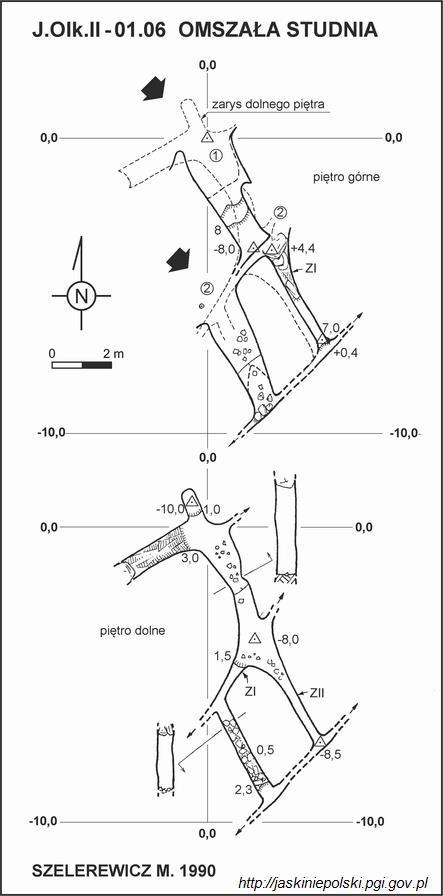 J.Olk.II - 01.06 OMSZAŁA STUDNIA
0,0
zarys dolnego piętra
0,0
0,0
1
piętro górne
2
8
-8,0
+4,4
ZI
2
N
7,0
+0,4
0 2 m
-10,0
-10,0
0,0
-10,0
1,0
0,0
0,0
3,0
piętro dolne
-8,0
1,5
ZI
ZII
-8,5
0,5
2,3
-10,0
-10,0
0,0
SZELEREWICZ M. 1990
http://jaskiniepolski.pgi.gov.pl